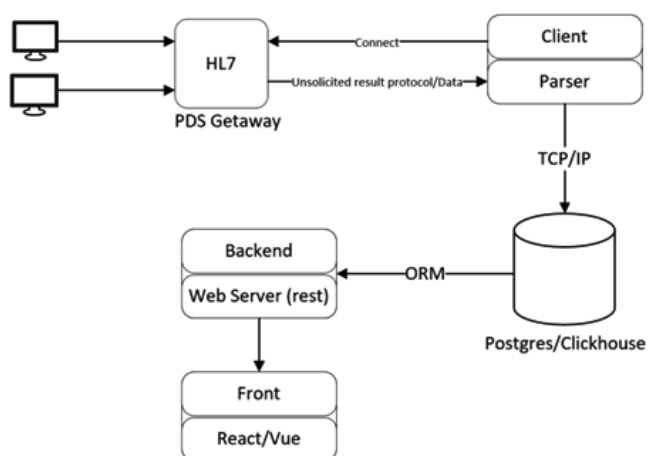 Connect
Client
HL7
Unsolicited result protocol/Data
Parser
PDS Getaway
TCP/IP
Backend
ORM
Web Server (rest)
Postgres/Clickhouse
Front
React/Vue